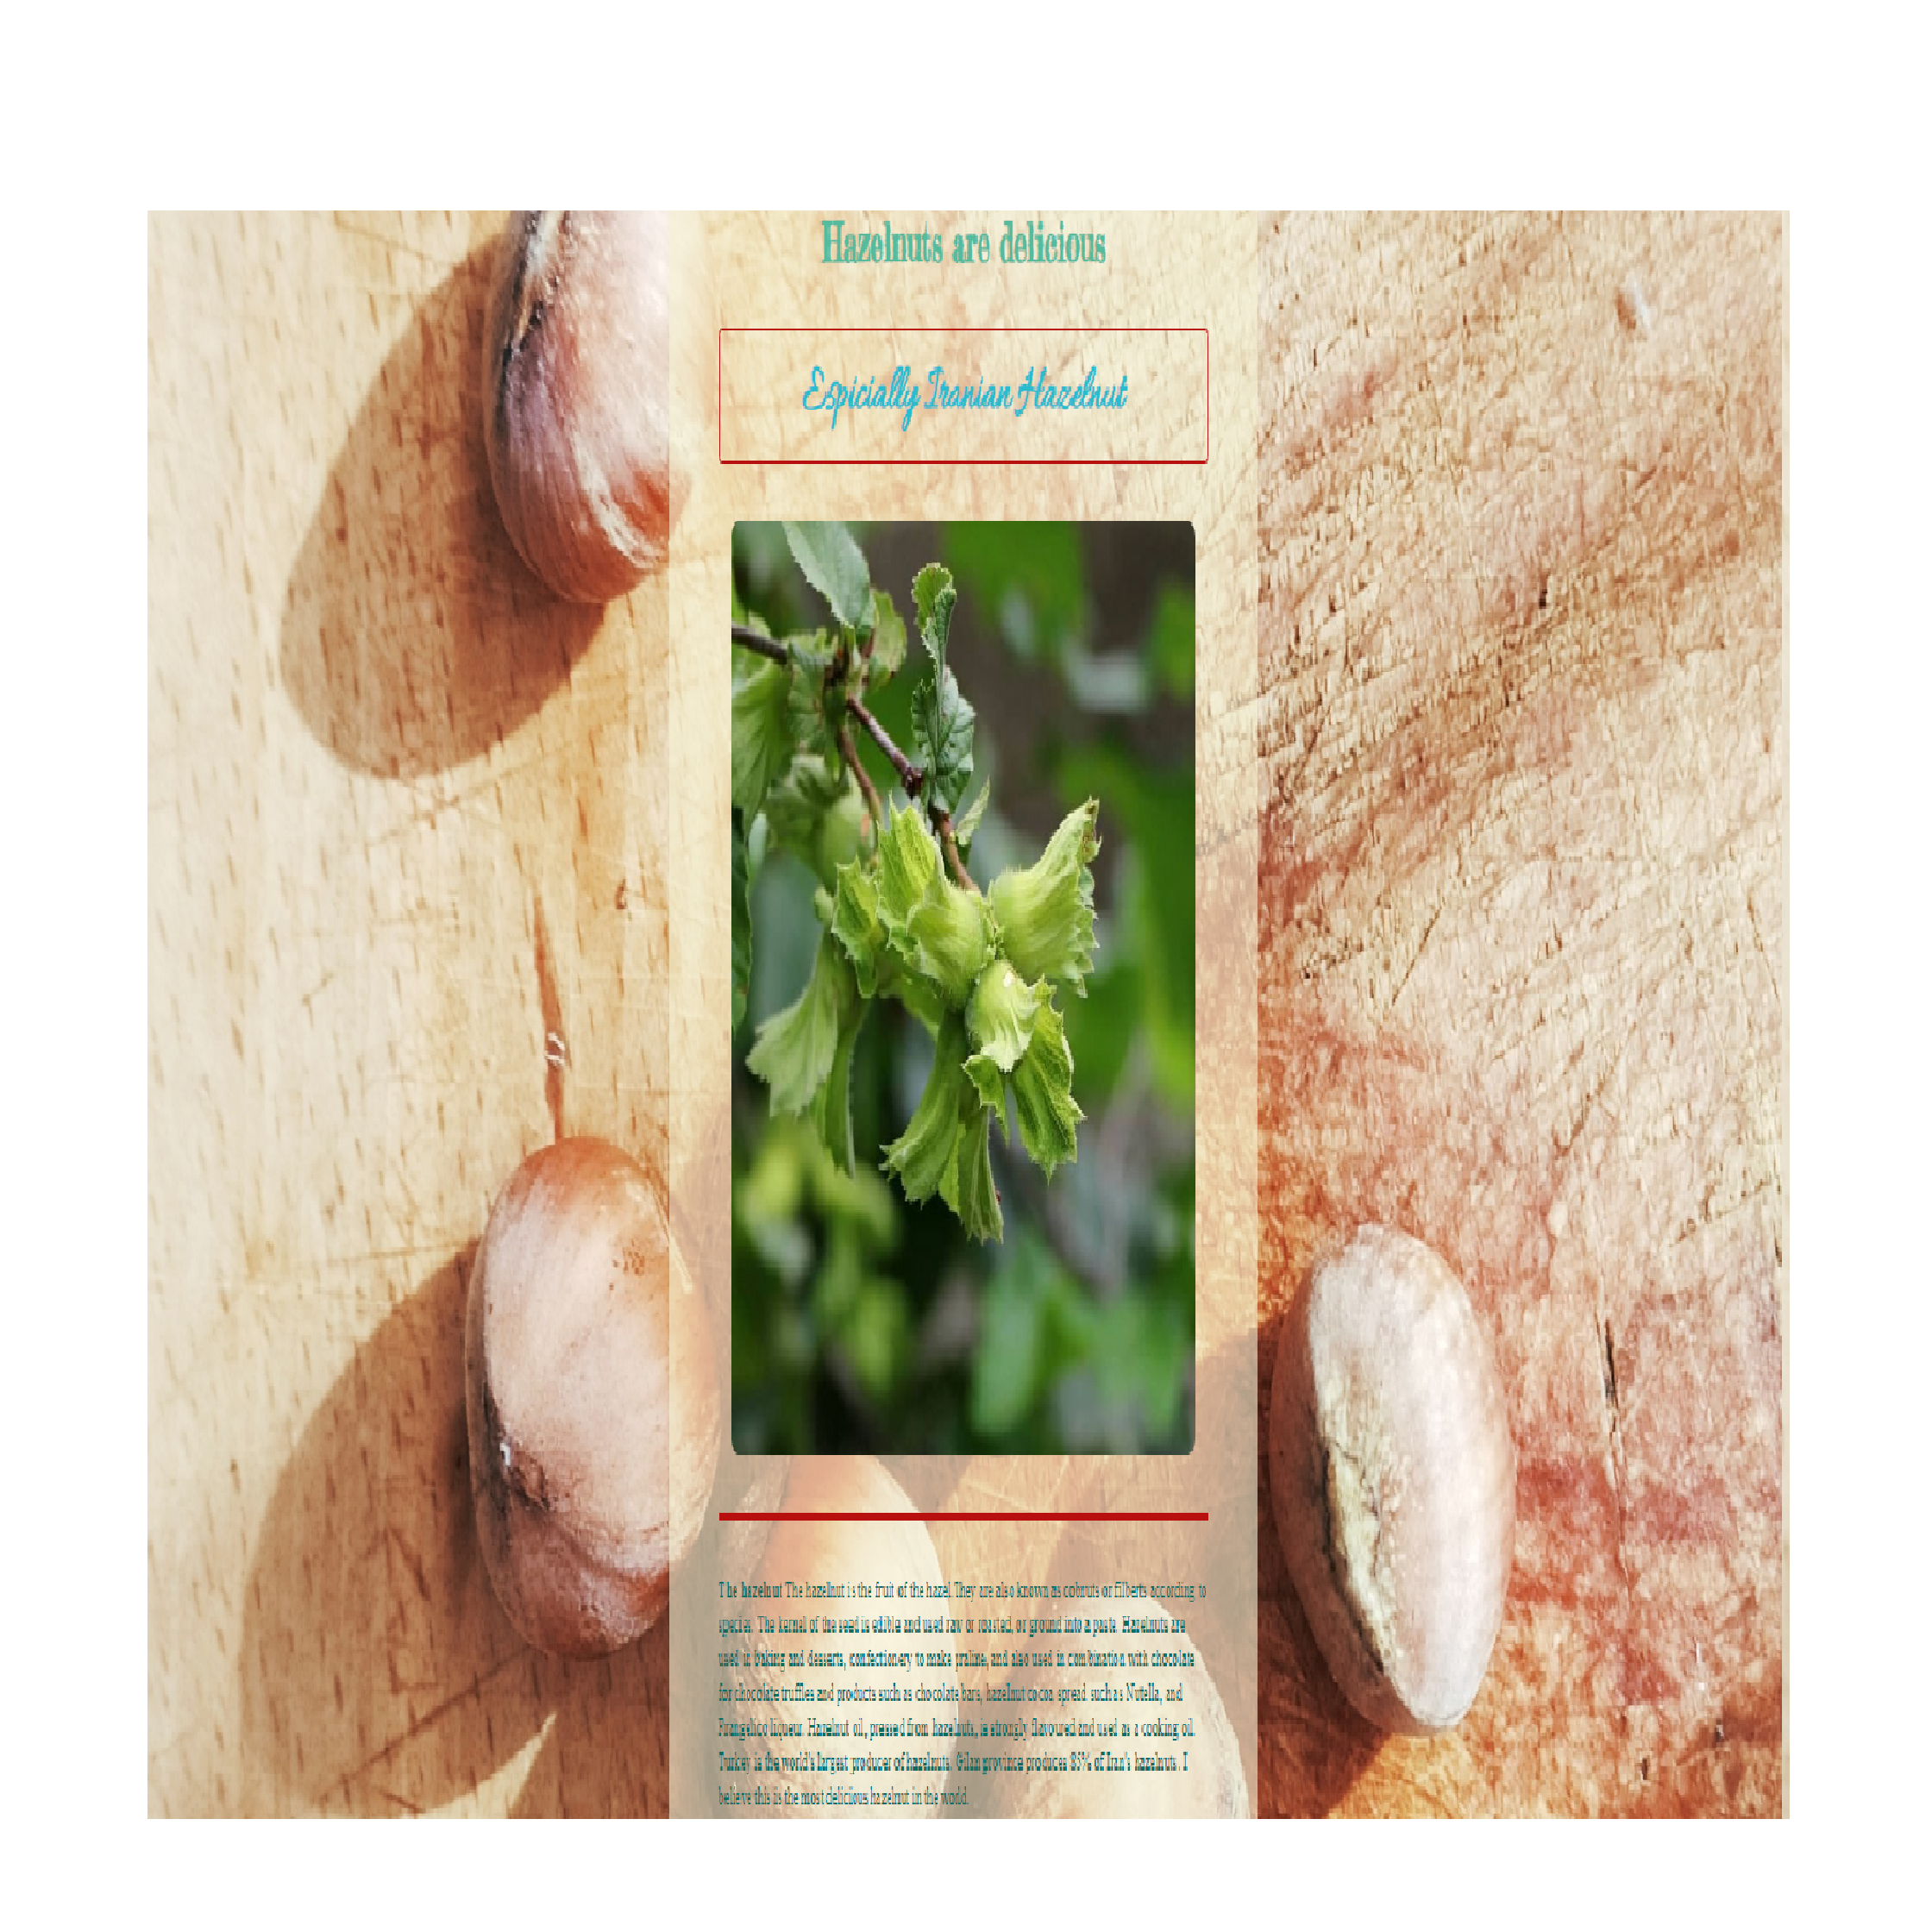 Hazelnuts are delicious
Espicially Iranian Hazelnut
The hazelnut The hazelnut is the fruit of the hazel. They are also known as cobnuts or filberts according to
species. The kernel of the seed is edible and used raw or roasted, or ground into a paste. Hazelnuts are
used in baking and desserts, confectionery to make praline, and also used in combination with chocolate
for chocolate truffles and products such as chocolate bars, hazelnut cocoa spread such as Nutella, and
Frangelico liqueur. Hazelnut oil, pressed from hazelnuts, is strongly flavoured and used as a cooking oil.
Turkey is the world's largest producer of hazelnuts. Gilan province produces 85% of Iran's hazelnuts. I
believe this is the most delicious hazelnut in the world.